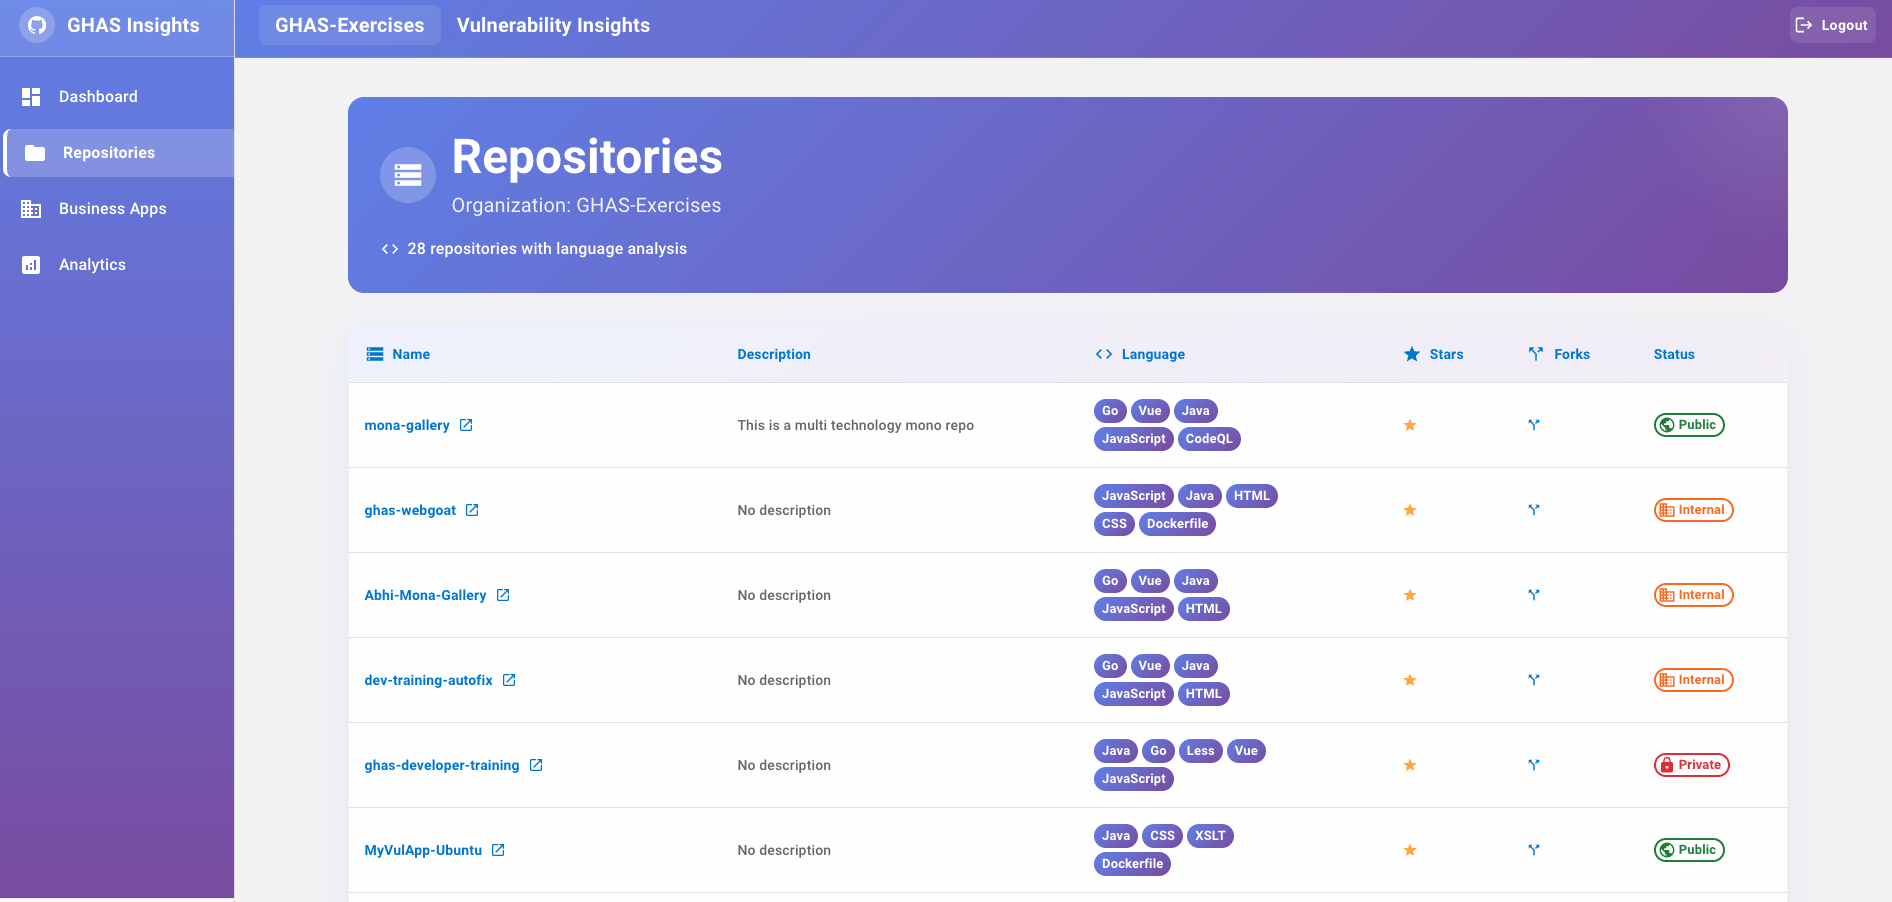 GHAS Insights
GHAS-Exercises
Vulnerability Insights
Logout
Dashboard
Repositories
Business Apps
Analytics
Repositories
Organization: GHAS-Exercises
28 repositories with language analysis
Name Description Language Stars Forks Status
mona-gallery
This is a multi technology mono repo
Go Vue Java
JavaScript CodeQL
Public
ghas-webgoat
No description
JavaScript Java HTML
CSS Dockerfile
Internal
Abhi-Mona-Gallery
No description
Go Vue Java
JavaScript HTML
Internal
dev-training-autofix
No description
Go Vue Java
JavaScript HTML
Internal
ghas-developer-training
No description
Java Go Less Vue
JavaScript
Private
MyVulApp-Ubuntu
No description
Java CSS XSLT
Dockerfile
Public